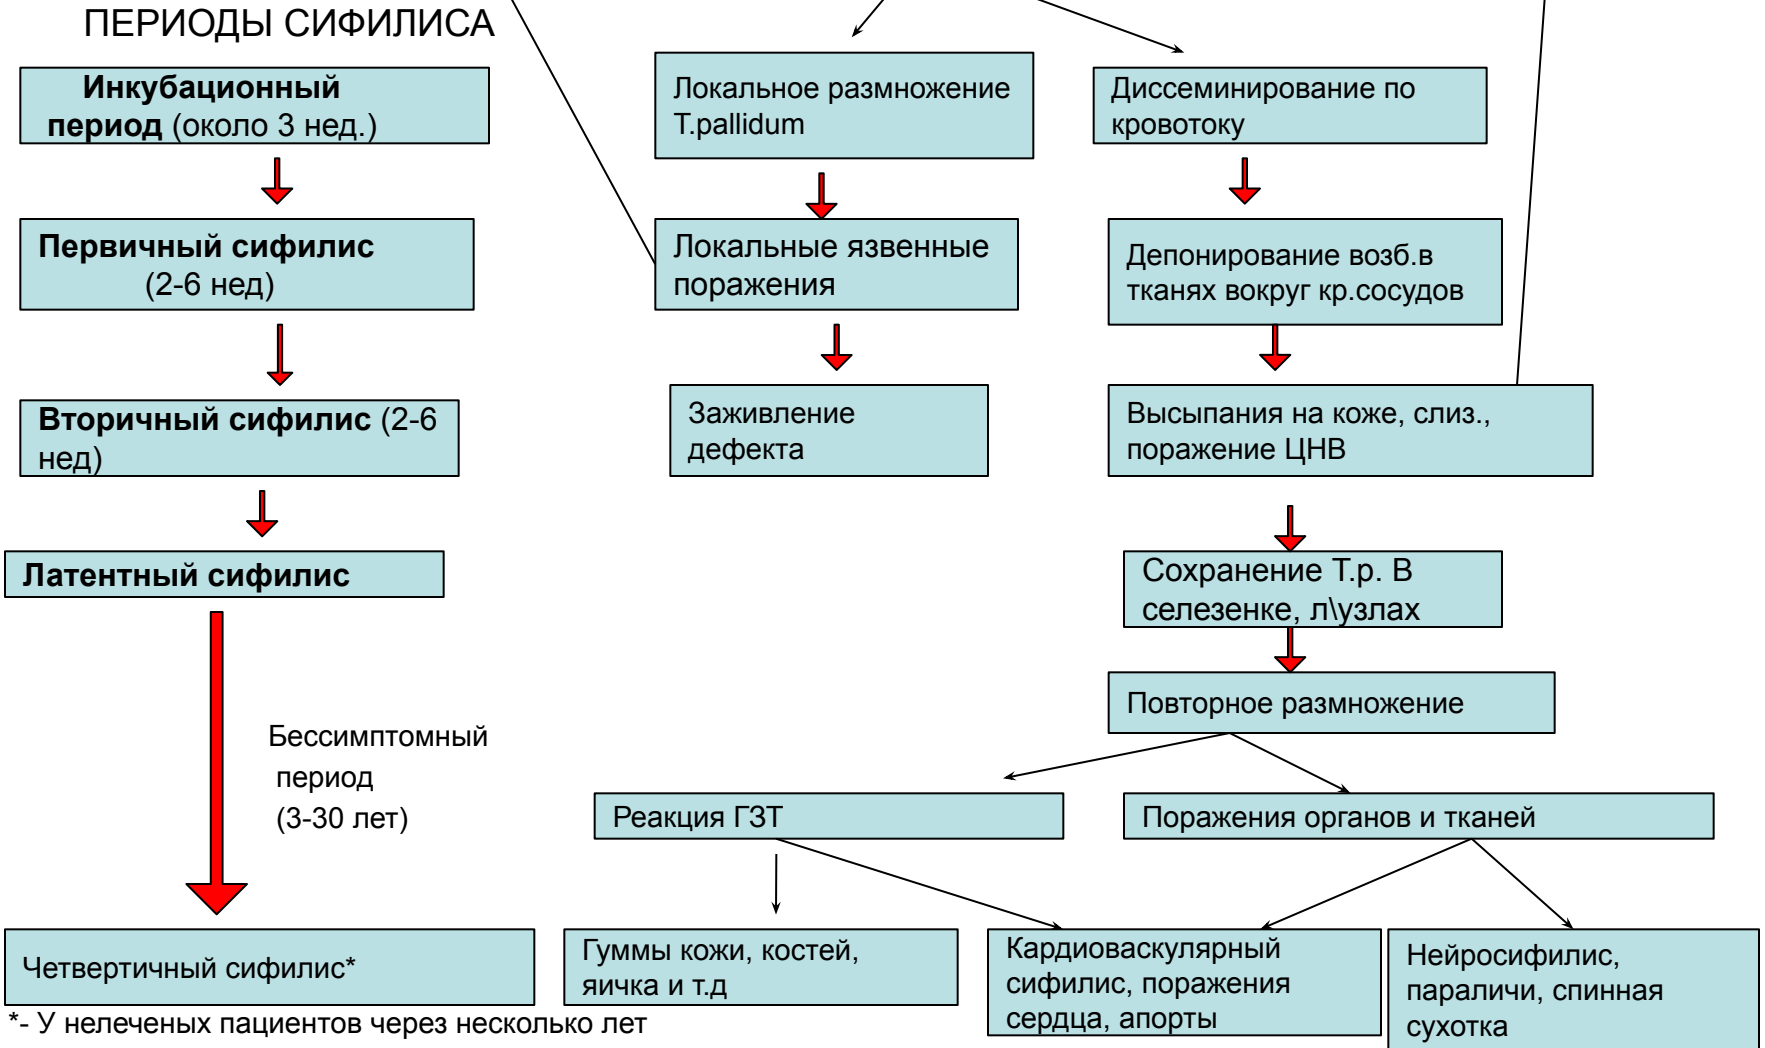 ПЕРИОДЫ СИФИЛИСА
Инкубационный
период (около 3 нед.)
Первичный сифилис
(2-6 нед)
Вторичный сифилис (2-6
нед)
Латентный сифилис
Бессимптомный
период
(3-30 лет)
Четвертичный сифилис*
*- У нелеченых пациентов через несколько лет
Локальное размножение
T.pallidum
Локальные язвенные
поражения
Заживление
дефекта
Диссеминирование по
кровотоку
Депонирование возб.в
тканях вокруг кр.сосудов
Высыпания на коже, слиз.,
поражение ЦНВ
Сохранение Т.р. В
селезенке, л\узлах
Повторное размножение
Реакция ГЗТ
Поражения органов и тканей
Гуммы кожи, костей,
яичка и т.д
Кардиоваскулярный
сифилис, поражения
сердца, апорты
Нейросифилис,
параличи, спинная
сухотка